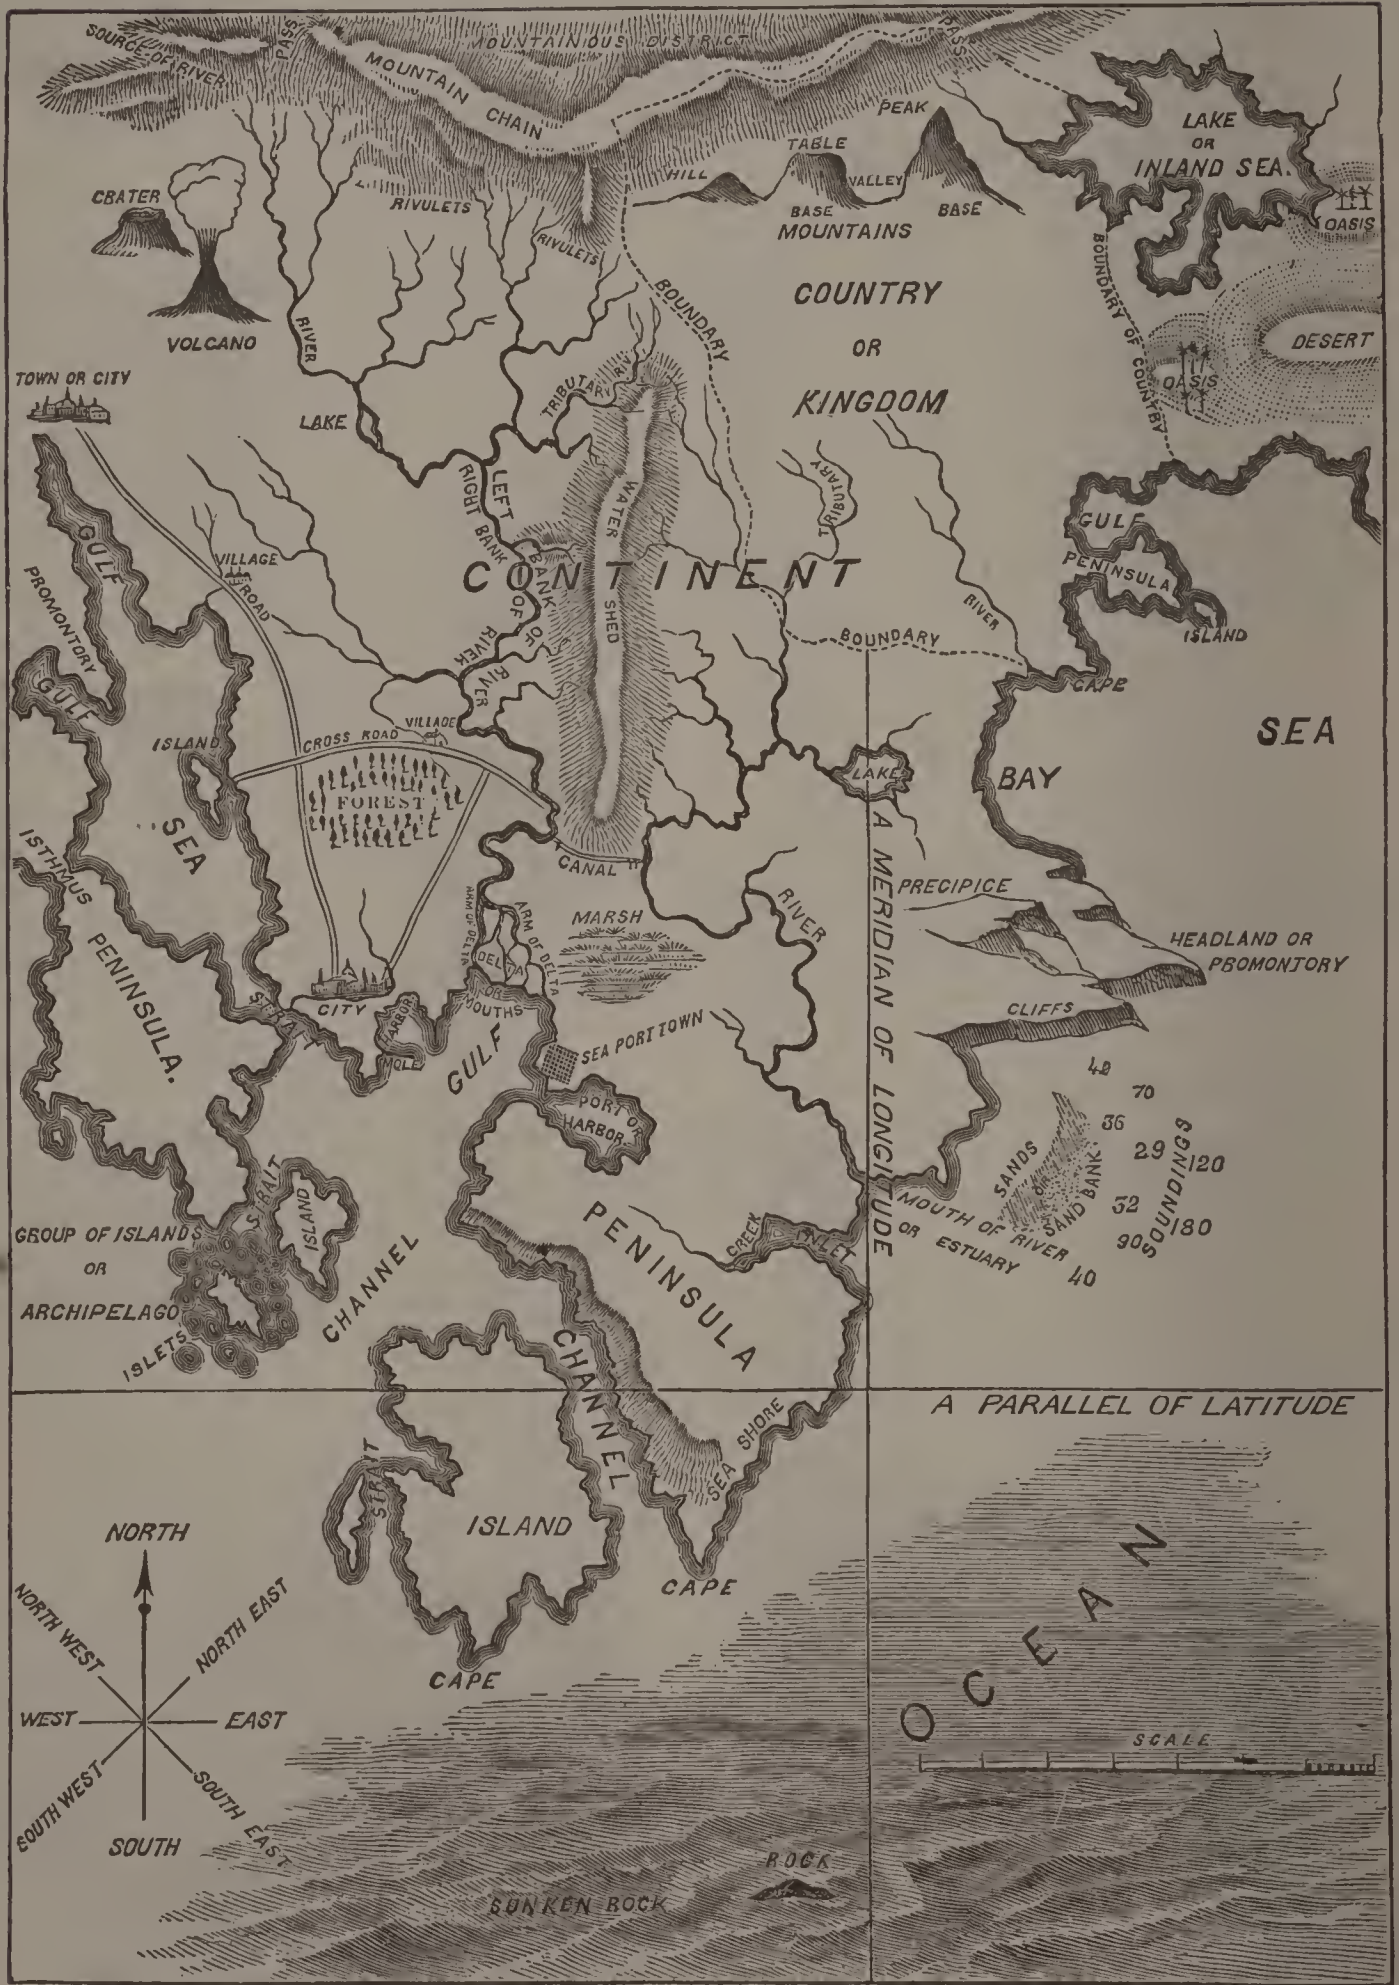 SOURCE OF RIVER
PASS
MOUNTAINOUS DISTRICT
PASS
MOUNTAIN CHAIN
PEAK
LAKE
OR
INLAND SEA.
TABLE
HILL
VALLEY
CRATER
RIVULETS
BASE
BASE
MOUNTAINS
OASIS
RIVULETS
BOUNDARY OF COUNTRY
COUNTRY
OR
KINGDOM
BOUNDARY
VOLCANO
RIVER
DESERT
OASIS
TOWN OR CITY
TRIBUTARY RIV
LAKE
LEFT BANK OF RIVER
RIGHT BANK OF RIVER
WATER SHED
TRIBUTARY
GULF
GULF
PENINSULA
ISLAND
VILLAGE
CONTINENT
PROMONTORY
ROAD
RIVER
BOUNDARY
GULF
CAPE
SEA
VILLAGE
ISLAND
CROSS ROAD
LAKE
BAY
FOREST
SEA
ISTHMUS
CANAL
A MERIDIAN OF LONGITUDE
PRECIPICE
RIVER
ARM OF DELTA
ARM OF DELTA
MARSH
HEADLAND OR
PROMONTORY
PENINSULA.
DELTA
OR
MOUTHS
STRAIT
CITY
HARBOR
MOLE
GULF
SEA PORT TOWN
CLIFFS
40
70
PORT OR
HARBOR
36
29
120
SOUNDINGS
SANDS
OR
SAND BANK
STRAIT
ISLAND
32
180
90
40
MOUTH OF RIVER
OR ESTUARY
GROUP OF ISLANDS
OR
ARCHIPELAGO
ISLETS
CHANNEL
PENINSULA
CREEK
INLET
CHANNEL
A PARALLEL OF LATITUDE
SEA SHORE
STRAIT
ISLAND
CAPE
CAPE
OCEAN
NORTH
NORTH WEST
NORTH EAST
WEST
EAST
SOUTH WEST
SOUTH EAST
SOUTH
SCALE
ROCK
SUNKEN ROCK